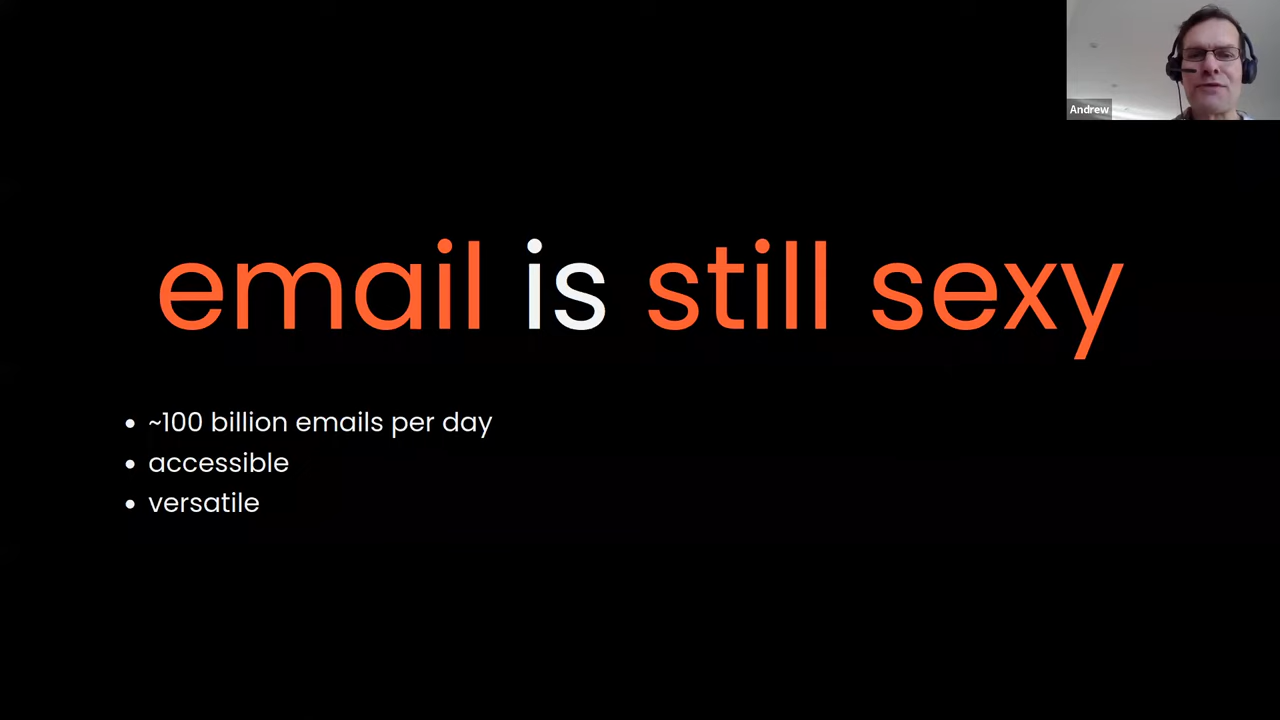 Andrew
email is still sexy
• ~100 billion emails per day
• accessible
• versatile